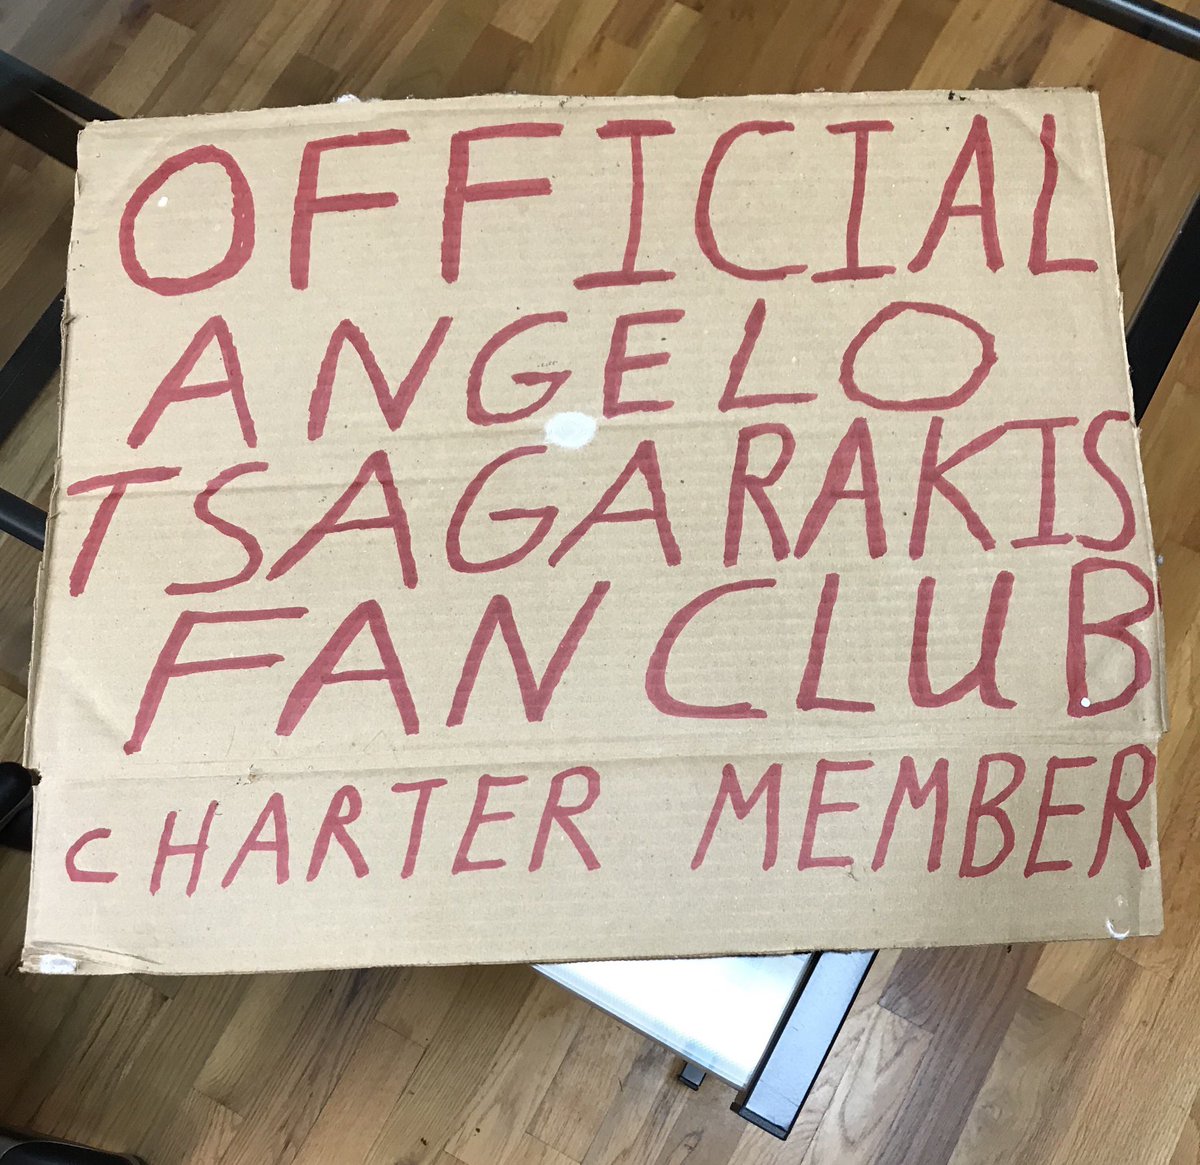 OFFICIAL
ANGELO
TSAGARAKIS
FAN CLUB
CHARTER MEMBER